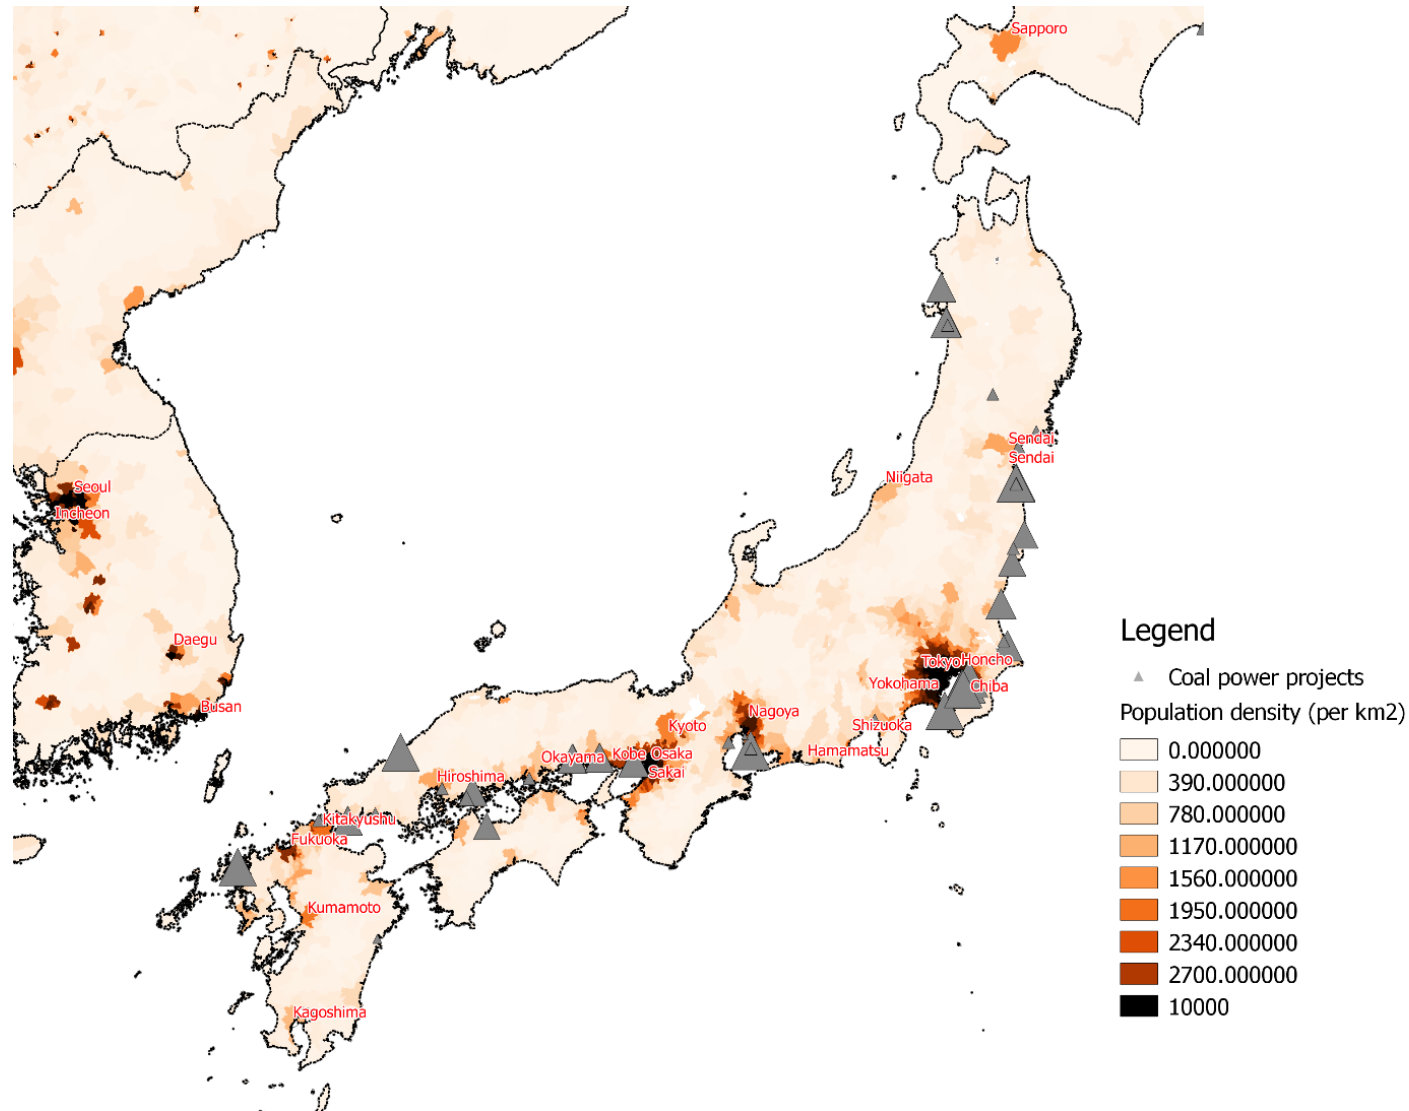 Sapporo
Sendai
Sendai
Niigata
Seoul
Incheon
Daegu
Busan
Tokyo
Honcho
Yokohama
Chiba
Nagoya
Shizuoka
Kyoto
Hamamatsu
Okayama
Kobe
Osaka
Sakai
Hiroshima
Kitakyushu
Fukuoka
Kumamoto
Kagoshima
Legend
Coal power projects
Population density (per km2)
0.000000
390.000000
780.000000
1170.000000
1560.000000
1950.000000
2340.000000
2700.000000
10000